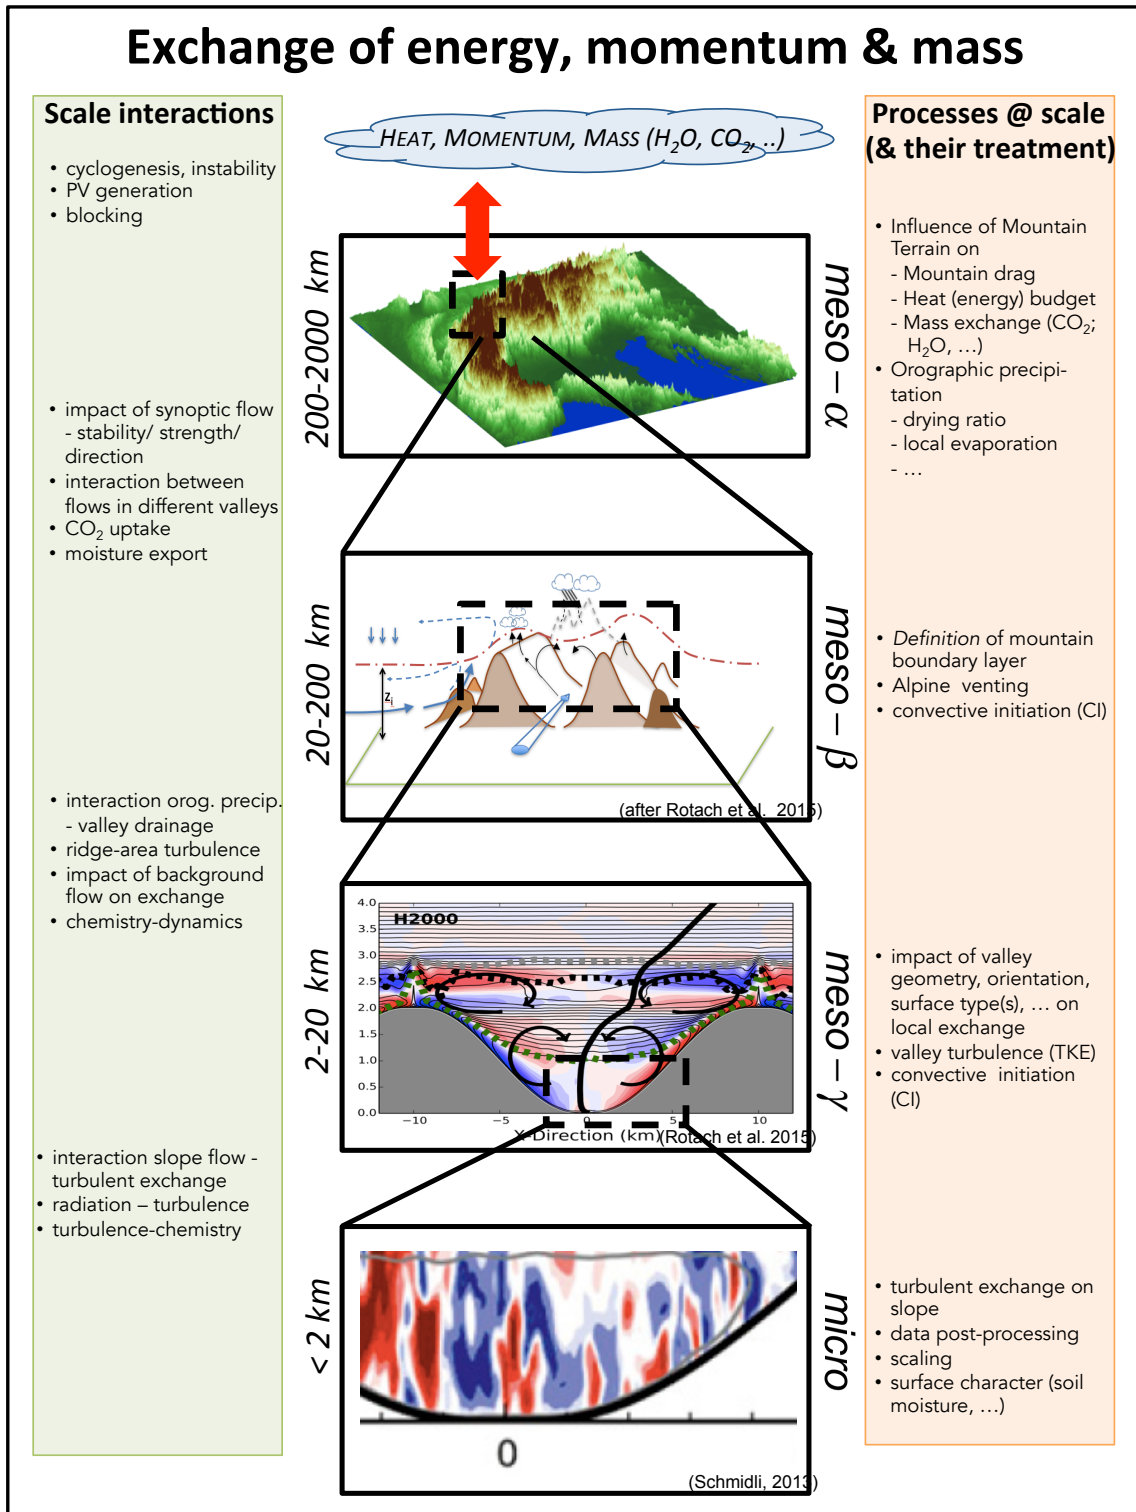 Exchange of energy, momentum & mass
Scale interactions
• cyclogenesis, instability
• PV generation
• blocking
• impact of synoptic flow
- stability/ strength/
direction
• interaction between
flows in different valleys
• CO₂ uptake
• moisture export
• interaction orog. precip.
- valley drainage
• ridge-area turbulence
• impact of background
flow on exchange
• chemistry-dynamics
• interaction slope flow -
turbulent exchange
• radiation – turbulence
• turbulence-chemistry
HEAT, MOMENTUM, MASS (H₂O, CO₂, ..)
200-2000 km
meso – α
20-200 km
z_i
(after Rotach et al. 2015)
meso – β
2-20 km
H2000
4.0
3.5
3.0
2.5
2.0
1.5
1.0
0.5
0.0
−10
−5
0
5
10
X-Direction (km)
(Rotach et al. 2015)
meso – γ
< 2 km
0
(Schmidli, 2013)
micro
Processes @ scale
(& their treatment)
• Influence of Mountain
Terrain on
- Mountain drag
- Heat (energy) budget
- Mass exchange (CO₂;
H₂O, …)
• Orographic precipi-
tation
- drying ratio
- local evaporation
- …
• Definition of mountain
boundary layer
• Alpine venting
• convective initiation (CI)
• impact of valley
geometry, orientation,
surface type(s), … on
local exchange
• valley turbulence (TKE)
• convective initiation
(CI)
• turbulent exchange on
slope
• data post-processing
• scaling
• surface character (soil
moisture, …)